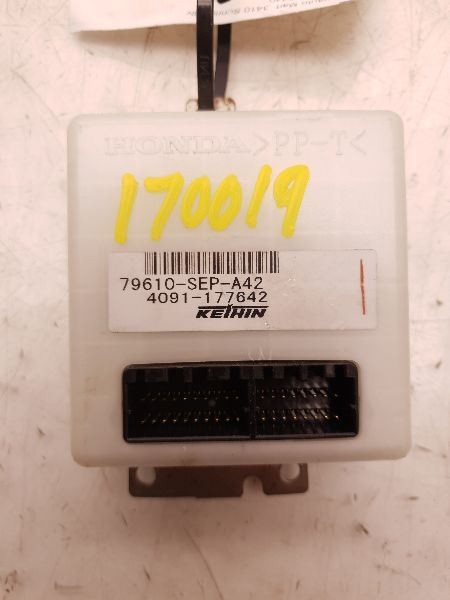 HONDA >PP-T<
170019
79610-SEP-A42
4091-177642
KEIHIN